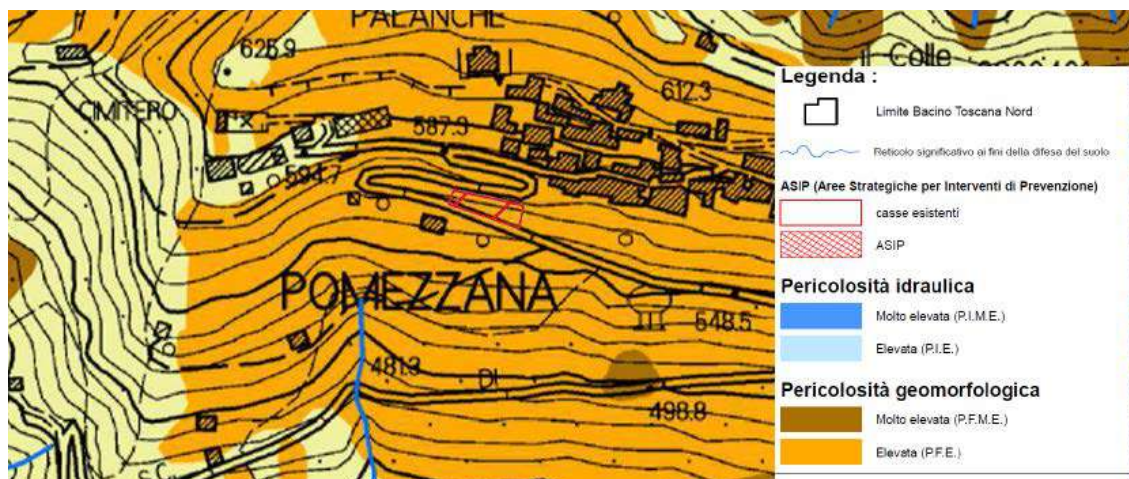 PALANCHE
625.9
Il Colle
612.3
CIMITERO
587.3
594.7
POMEZZANA
548.5
481.3
DI
498.8
S.C.
Legenda :
Limite Bacino Toscana Nord
Reticolo significativo ai fini della difesa del suolo
ASIP (Aree Strategiche per Interventi di Prevenzione)
casse esistenti
ASIP
Pericolosità idraulica
Molto elevata (P.I.M.E.)
Elevata (P.I.E.)
Pericolosità geomorfologica
Molto elevata (P.F.M.E.)
Elevata (P.F.E.)